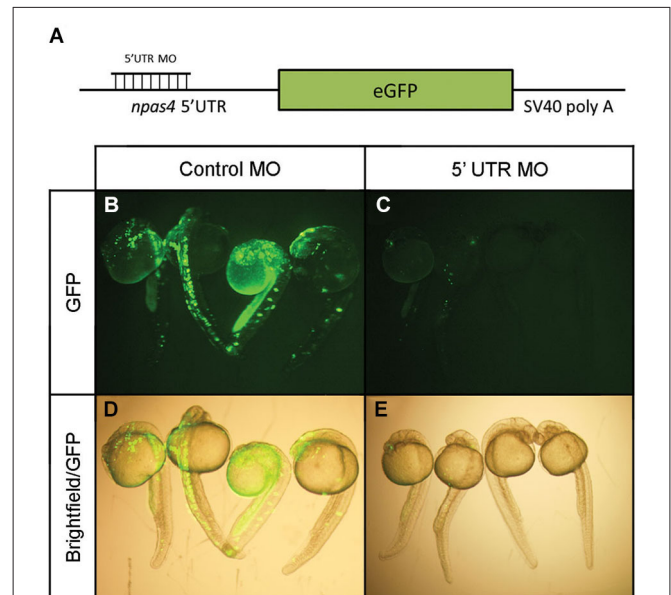 A
5'UTR MO
npas4 5'UTR
eGFP
SV40 poly A
Control MO
5' UTR MO
GFP
B
C
Brightfield/GFP
D
E